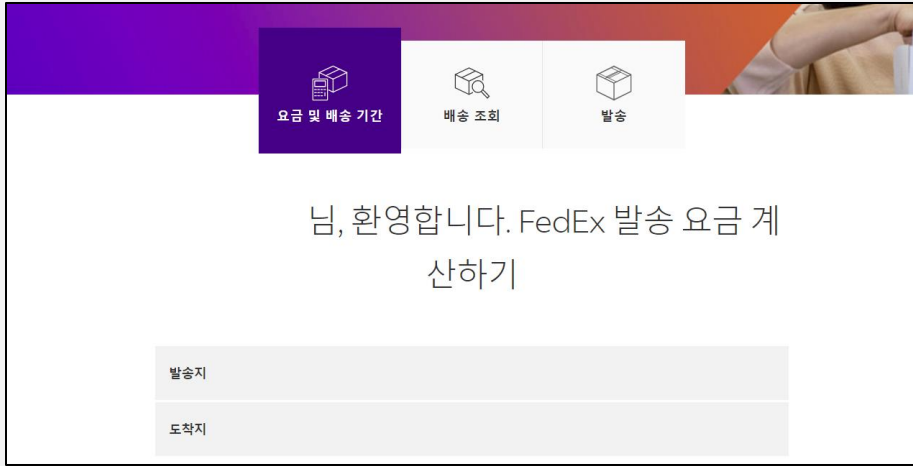 요금 및 배송 기간
배송 조회
발송
님, 환영합니다. FedEx 발송 요금 계
산하기
발송지
도착지